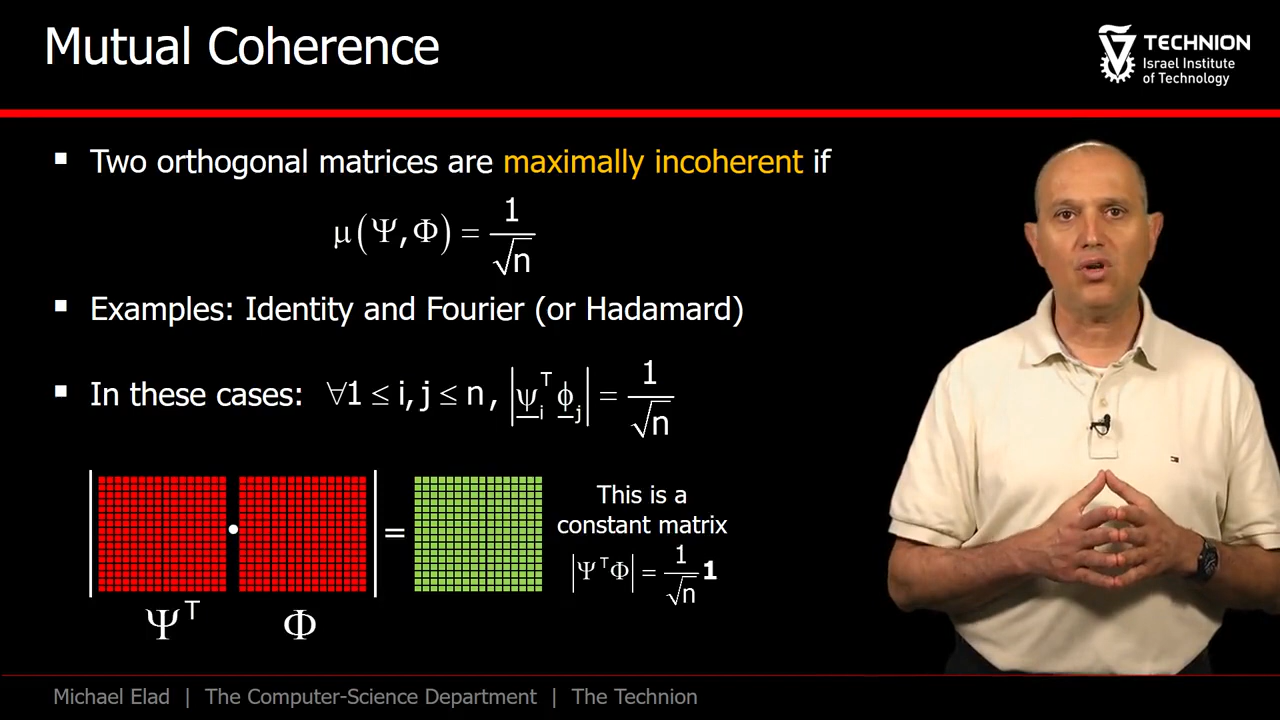 Mutual Coherence
TECHNION
Israel Institute
of Technology
▪ Two orthogonal matrices are maximally incoherent if
μ(Ψ,Φ) = 1/√n
▪ Examples: Identity and Fourier (or Hadamard)
▪ In these cases: ∀1 ≤ i, j ≤ n, |ψ_i^T ϕ_j| = 1/√n
This is a
constant matrix
|Ψ^TΦ| = 1/√n 1
=
Ψ^T Φ
Michael Elad | The Computer-Science Department | The Technion